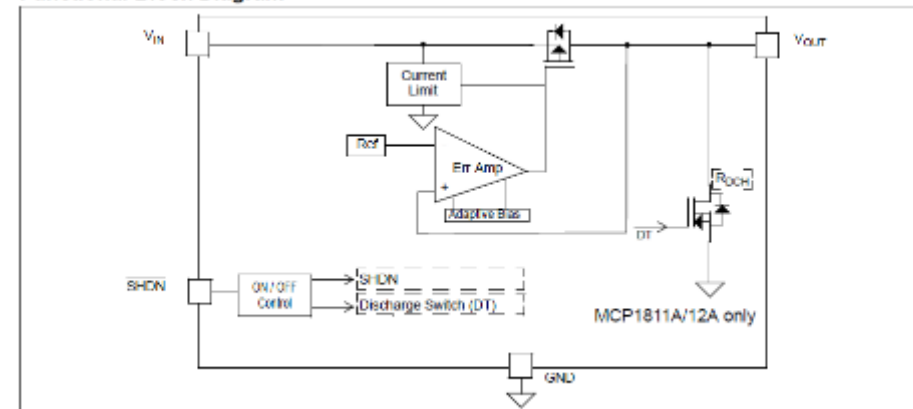 VIN
VOUT
Current
Limit
Ref
Err Amp
+
Adaptive Bias
RDCH
DT
SHDN
ON / OFF
Control
SHDN
Discharge Switch (DT)
MCP1811A/12A only
GND